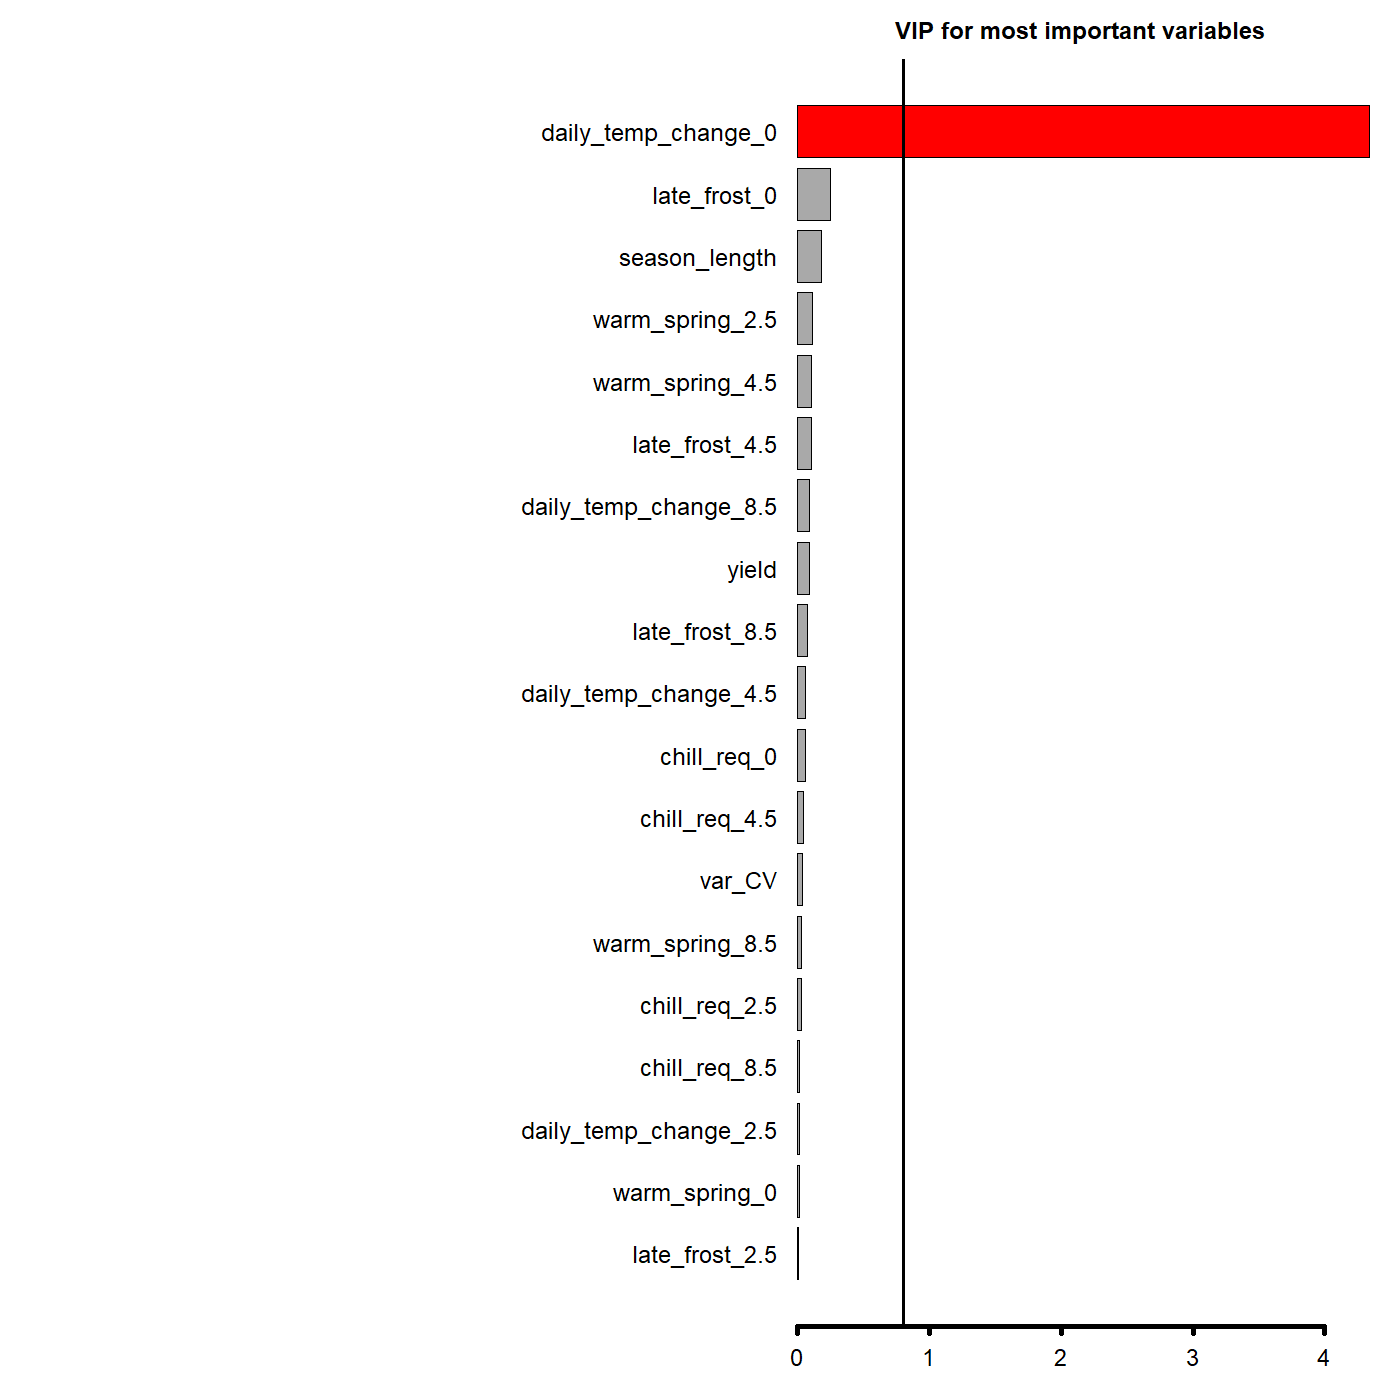 VIP for most important variables
daily_temp_change_0
late_frost_0
season_length
warm_spring_2.5
warm_spring_4.5
late_frost_4.5
daily_temp_change_8.5
yield
late_frost_8.5
daily_temp_change_4.5
chill_req_0
chill_req_4.5
var_CV
warm_spring_8.5
chill_req_2.5
chill_req_8.5
daily_temp_change_2.5
warm_spring_0
late_frost_2.5
0 1 2 3 4